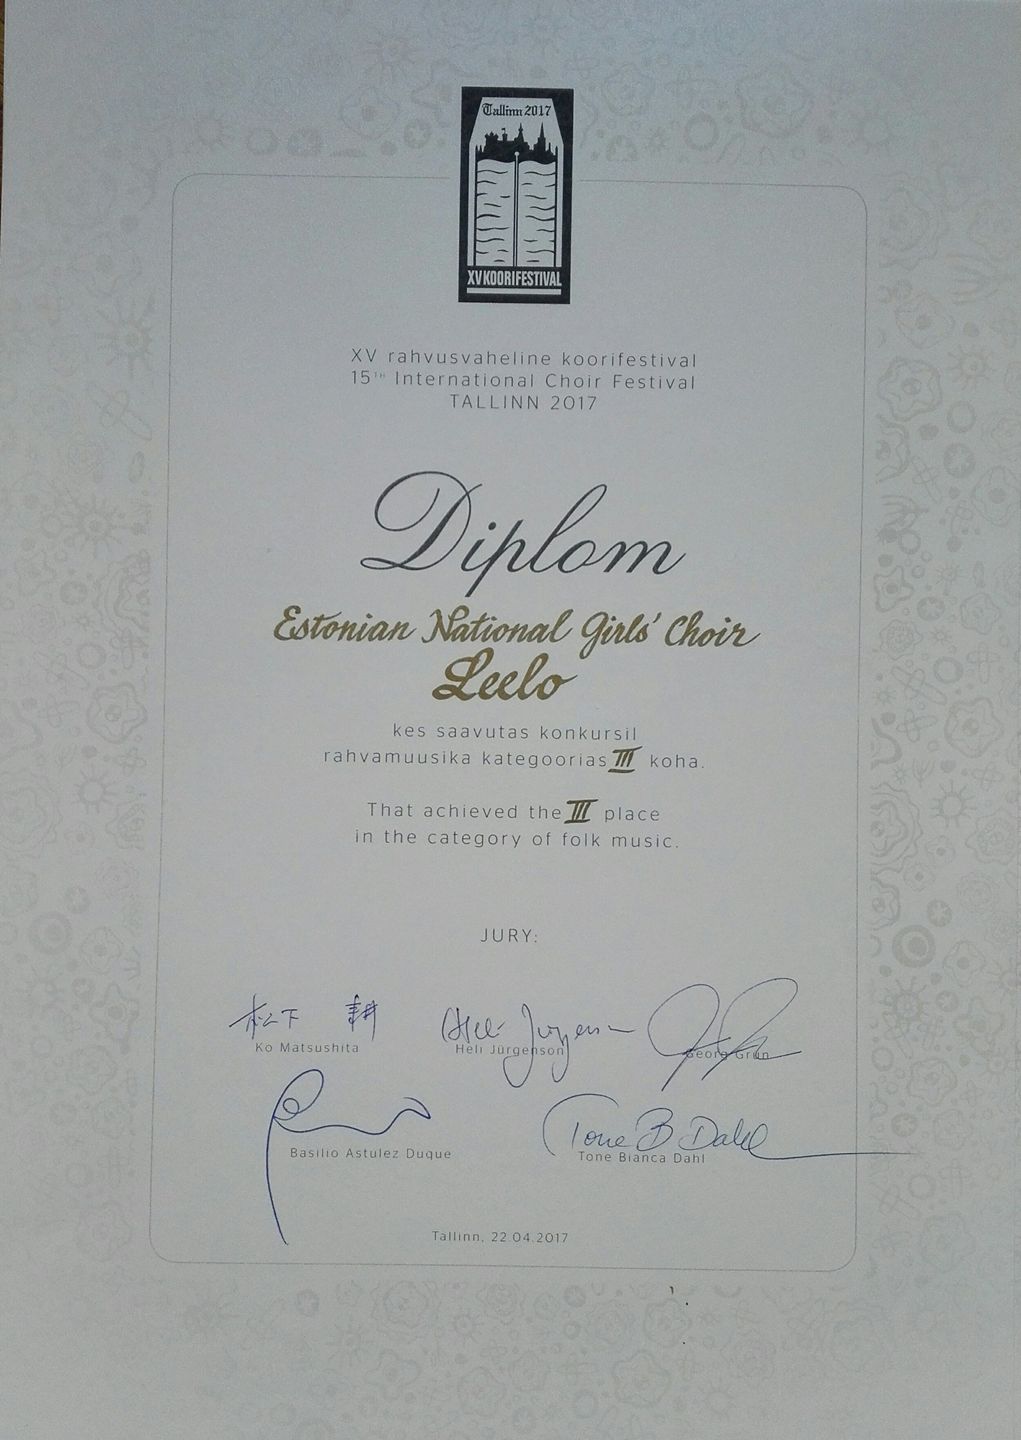 Tallinn 2017
XV KOORIFESTIVAL
XV rahvusvaheline koorifestival
15TH International Choir Festival
TALLINN 2017
Diplom
Estonian National Girls' Choir
Leelo
kes saavutas konkursil
rahvamuusika kategoorias III koha.
That achieved the III place
in the category of folk music.
JURY:
松下 耕
Heli Jürgenson
Ko Matsushita
Heli Jürgenson
Georg Grün
Tone B Dahl
Basilio Astulez Duque
Tone Bianca Dahl
Tallinn, 22.04.2017